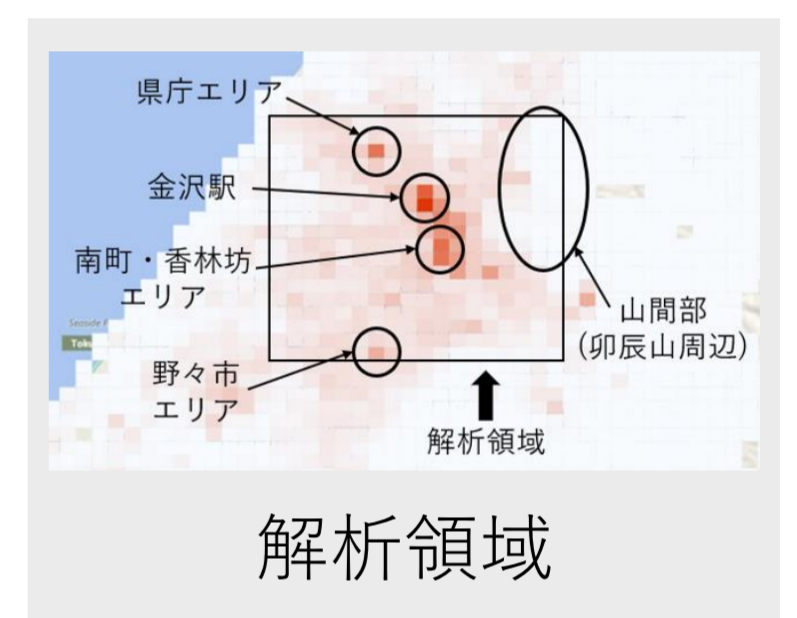 県庁エリア
金沢駅
南町・香林坊
エリア
山間部
(卯辰山周辺)
野々市
エリア
解析領域
解析領域